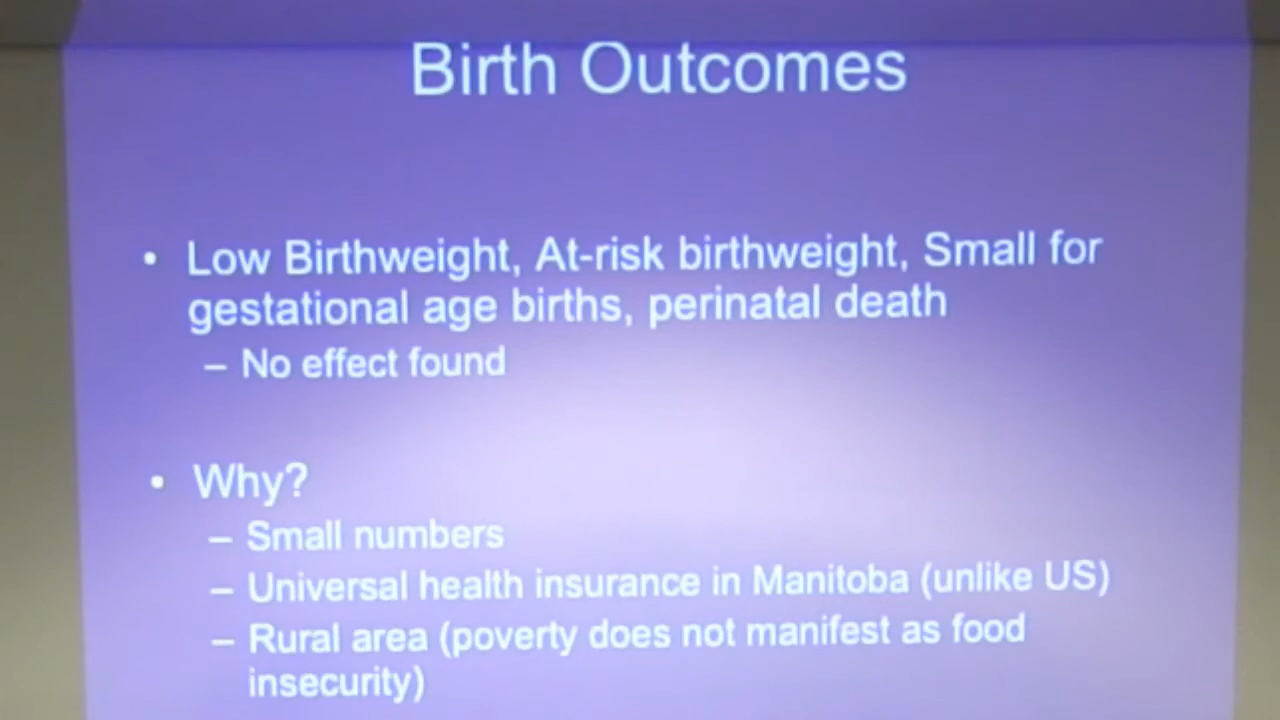 Birth Outcomes
• Low Birthweight, At-risk birthweight, Small for
gestational age births, perinatal death
– No effect found
• Why?
– Small numbers
– Universal health insurance in Manitoba (unlike US)
– Rural area (poverty does not manifest as food
insecurity)